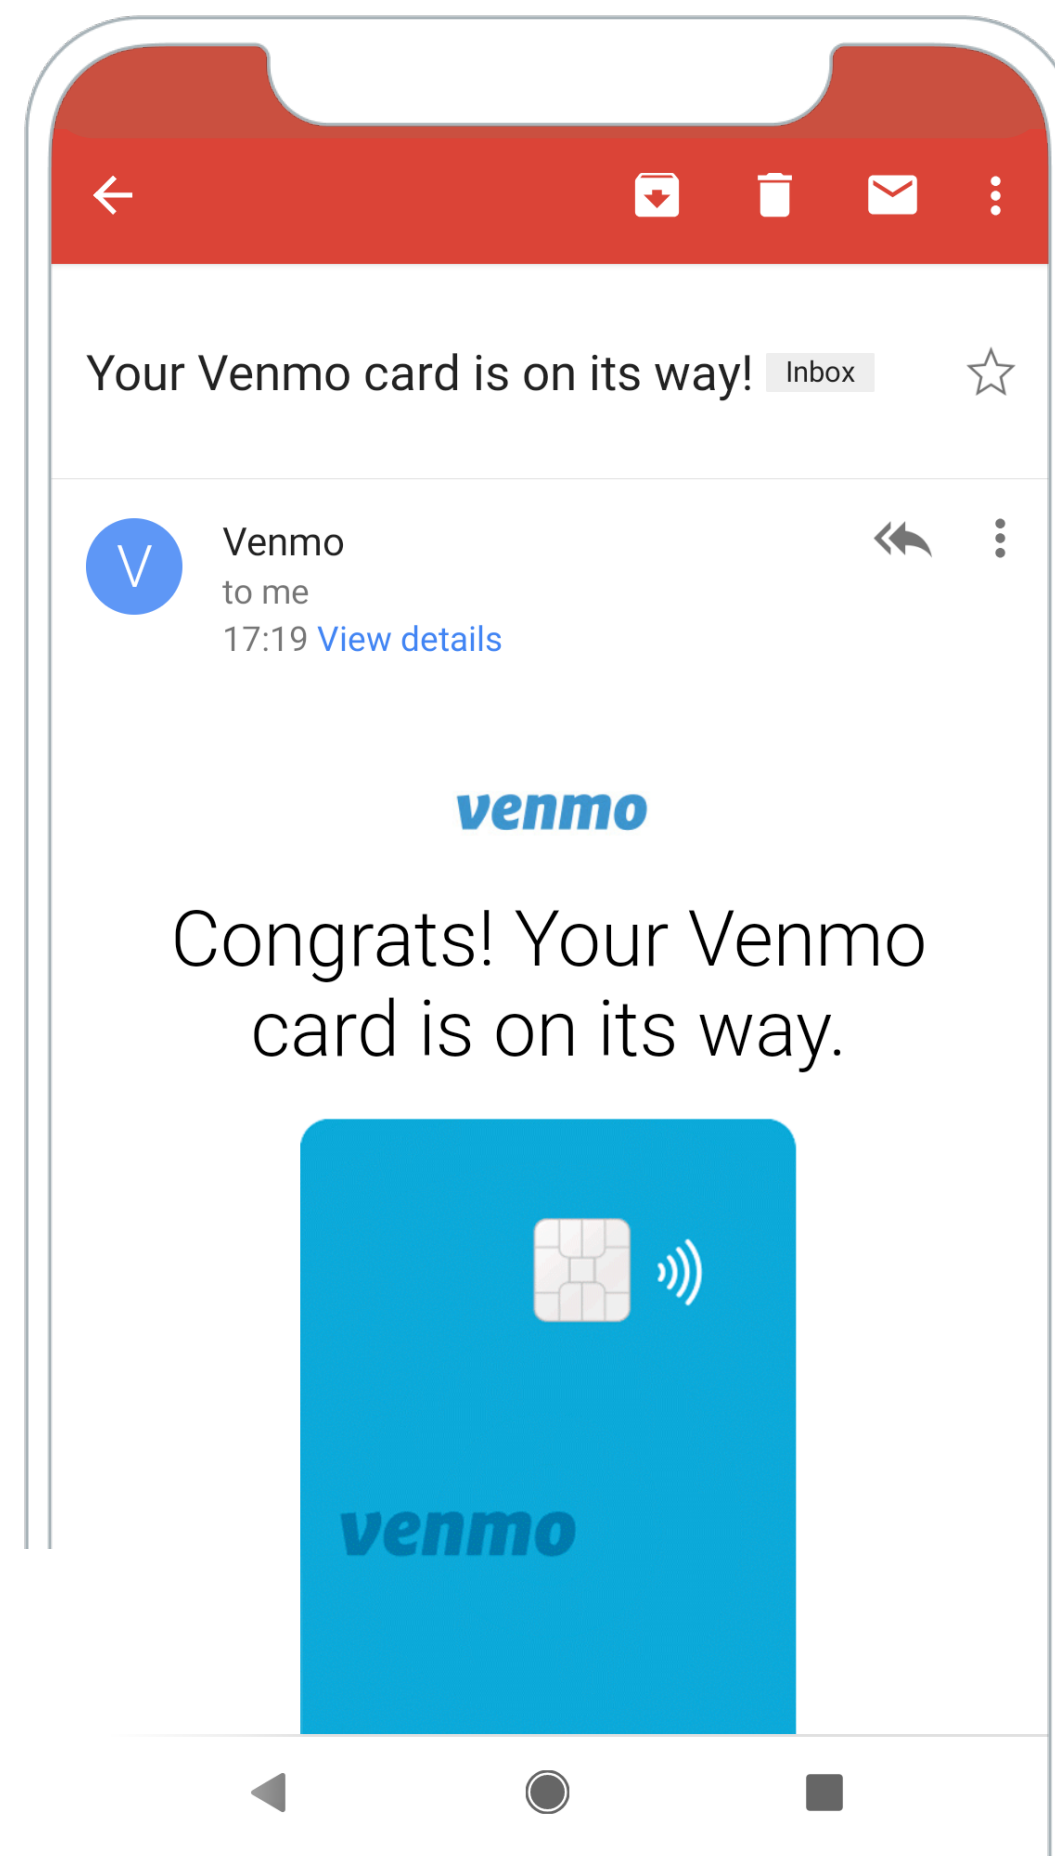 Your Venmo card is on its way! Inbox
V
Venmo
to me
17:19 View details
venmo
Congrats! Your Venmo
card is on its way.
venmo